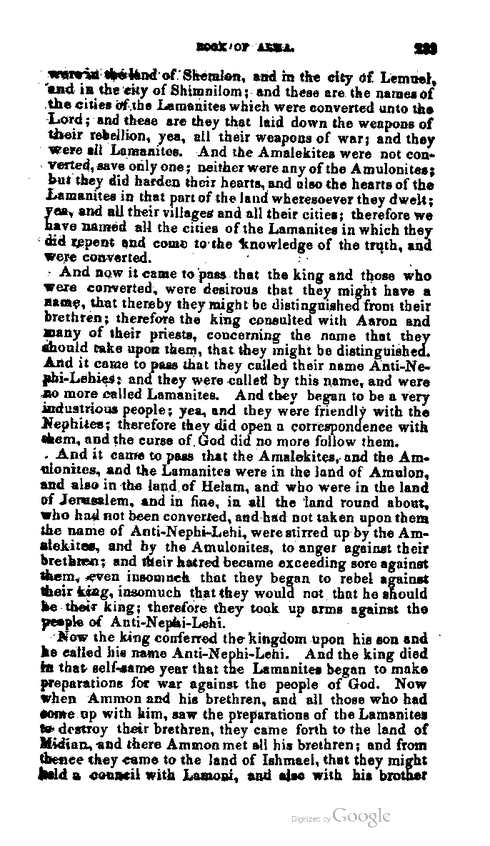 BOOK OF ALMA. 289
were in the land of Shemlon, and in the city of Lemuel,
and in the city of Shimnilom; and these are the names of
the cities of the Lamanites which were converted unto the
Lord; and these are they that laid down the weapons of
their rebellion, yea, all their weapons of war; and they
were all Lamanites. And the Amalekites were not con-
verted, save only one; neither were any of the Amulonites;
but they did harden their hearts, and also the hearts of the
Lamanites in that part of the land wheresoever they dwelt;
yea, and all their villages and all their cities; therefore we
have named all the cities of the Lamanites in which they
did repent and come to the knowledge of the truth, and
were converted.
And now it came to pass that the king and those who
were converted, were desirous that they might have a
name, that thereby they might be distinguished from their
brethren; therefore the king consulted with Aaron and
many of their priests, concerning the name that they
should take upon them, that they might be distinguished.
And it came to pass that they called their name Anti-Ne-
phi-Lehies; and they were called by this name, and were
no more called Lamanites. And they began to be a very
industrious people; yea, and they were friendly with the
Nephites; therefore they did open a correspondence with
them, and the curse of God did no more follow them.
And it came to pass that the Amalekites, and the Am-
ulonites, and the Lamanites were in the land of Amulon,
and also in the land of Helam, and who were in the land
of Jerusalem, and in fine, in all the land round about,
who had not been converted, and had not taken upon them
the name of Anti-Nephi-Lehi, were stirred up by the Am-
alekites, and by the Amulonites, to anger against their
brethren; and their hatred became exceeding sore against
them, even insomuch that they began to rebel against
their king, insomuch that they would not that he should
be their king; therefore they took up arms against the
people of Anti-Nephi-Lehi.
Now the king conferred the kingdom upon his son and
he called his name Anti-Nephi-Lehi. And the king died
in that self-same year that the Lamanites began to make
preparations for war against the people of God. Now
when Ammon and his brethren, and all those who had
come up with him, saw the preparations of the Lamanites
to destroy their brethren, they came forth to the land of
Midian, and there Ammon met all his brethren; and from
thence they came to the land of Ishmael, that they might
hold a council with Lamoni, and also with his brother
Digitized by Google